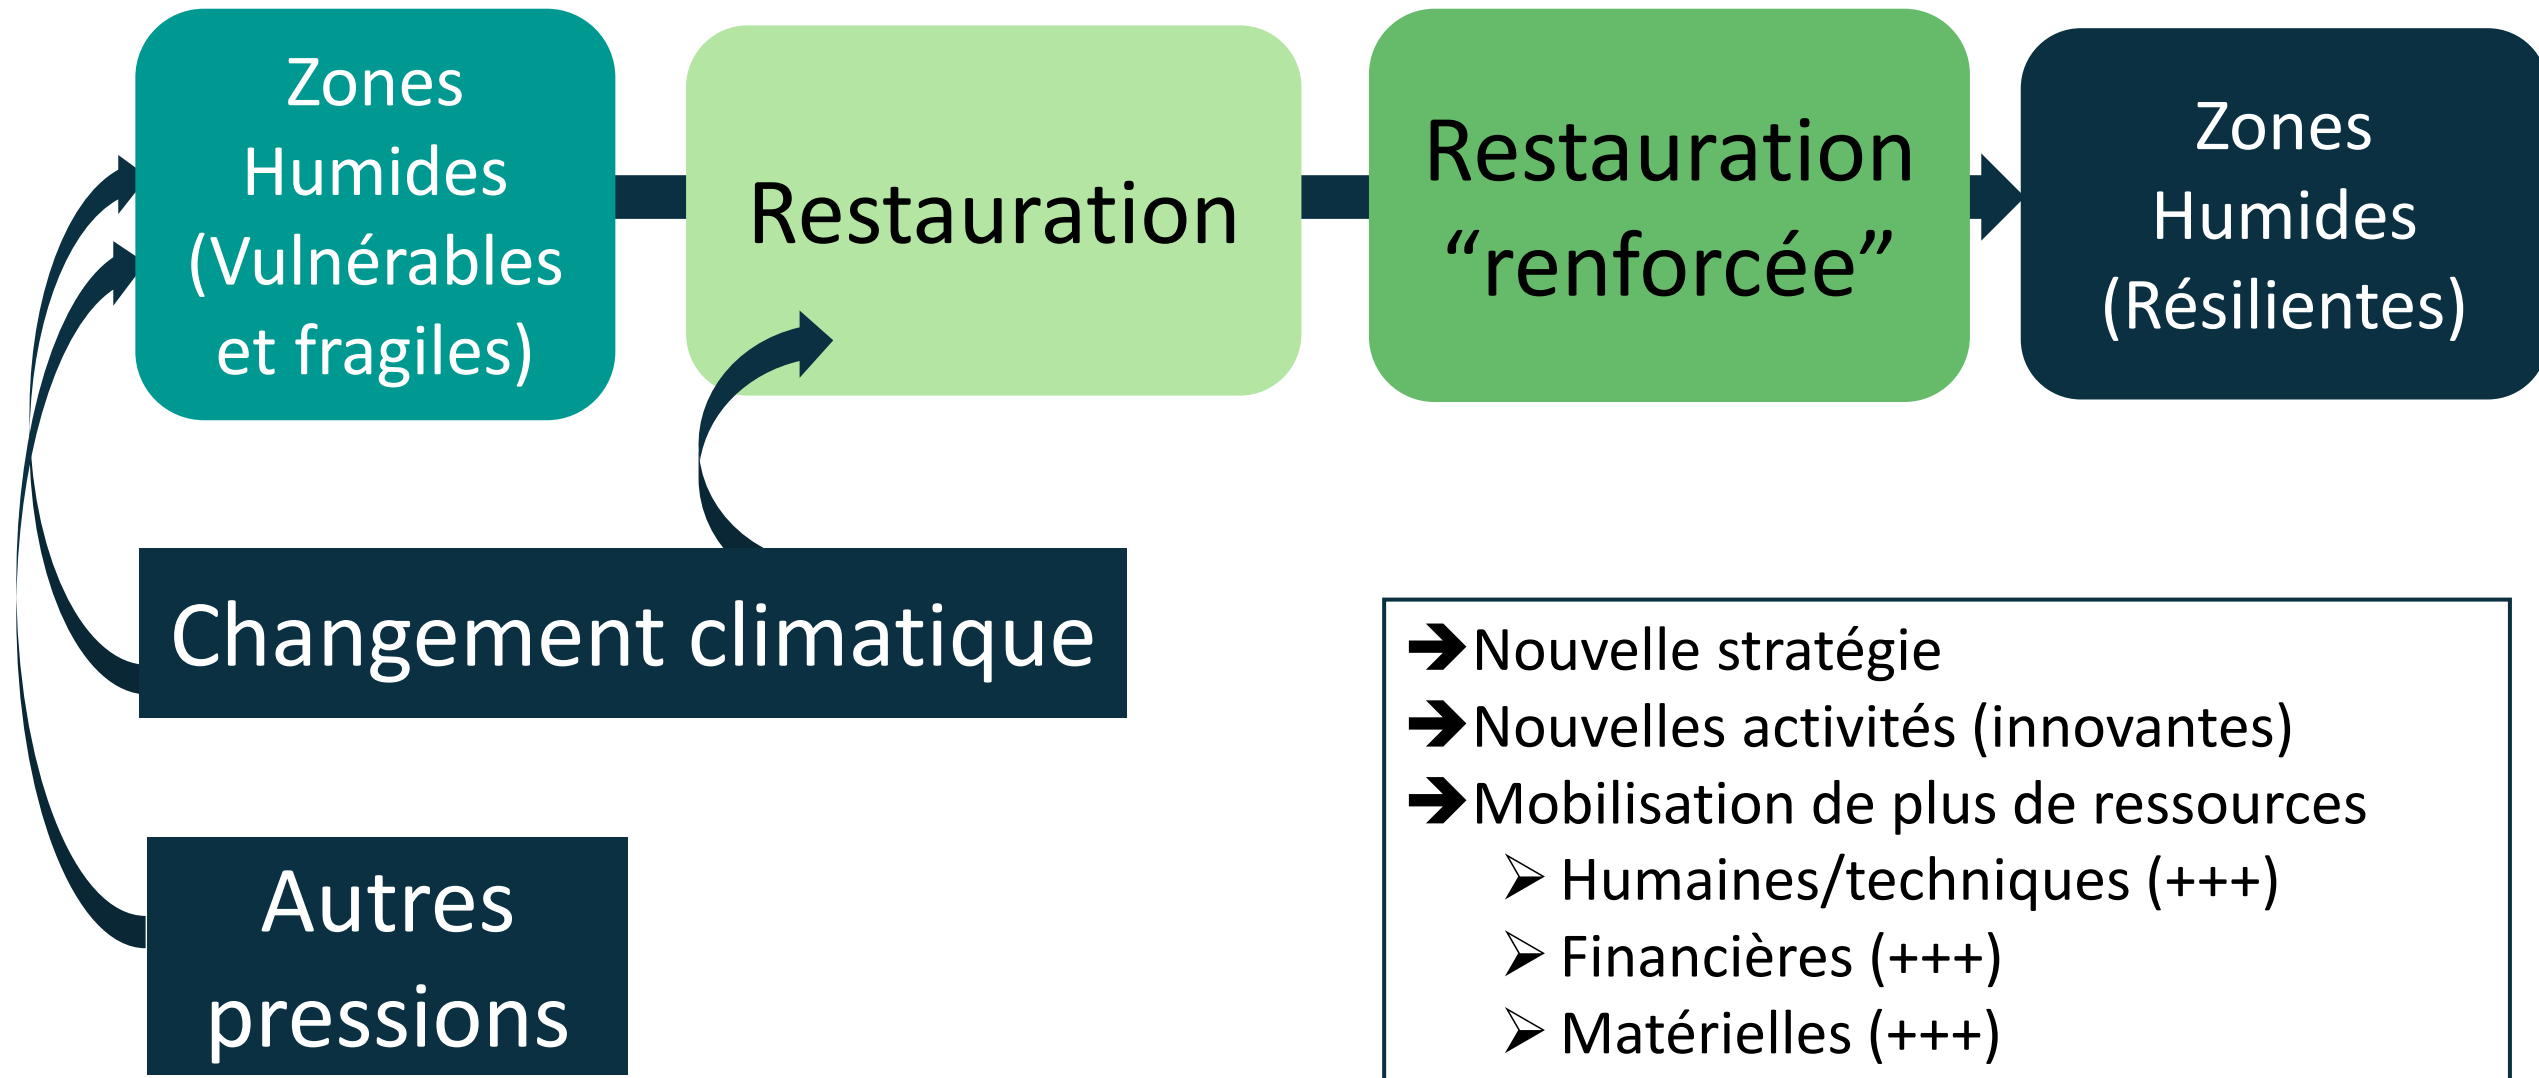 Zones
Humides
(Vulnérables
et fragiles)
Restauration
Restauration
“renforcée”
Zones
Humides
(Résilientes)
Changement climatique
Autres
pressions
🡺Nouvelle stratégie
🡺Nouvelles activités (innovantes)
🡺Mobilisation de plus de ressources
➢ Humaines/techniques (+++)
➢ Financières (+++)
➢ Matérielles (+++)